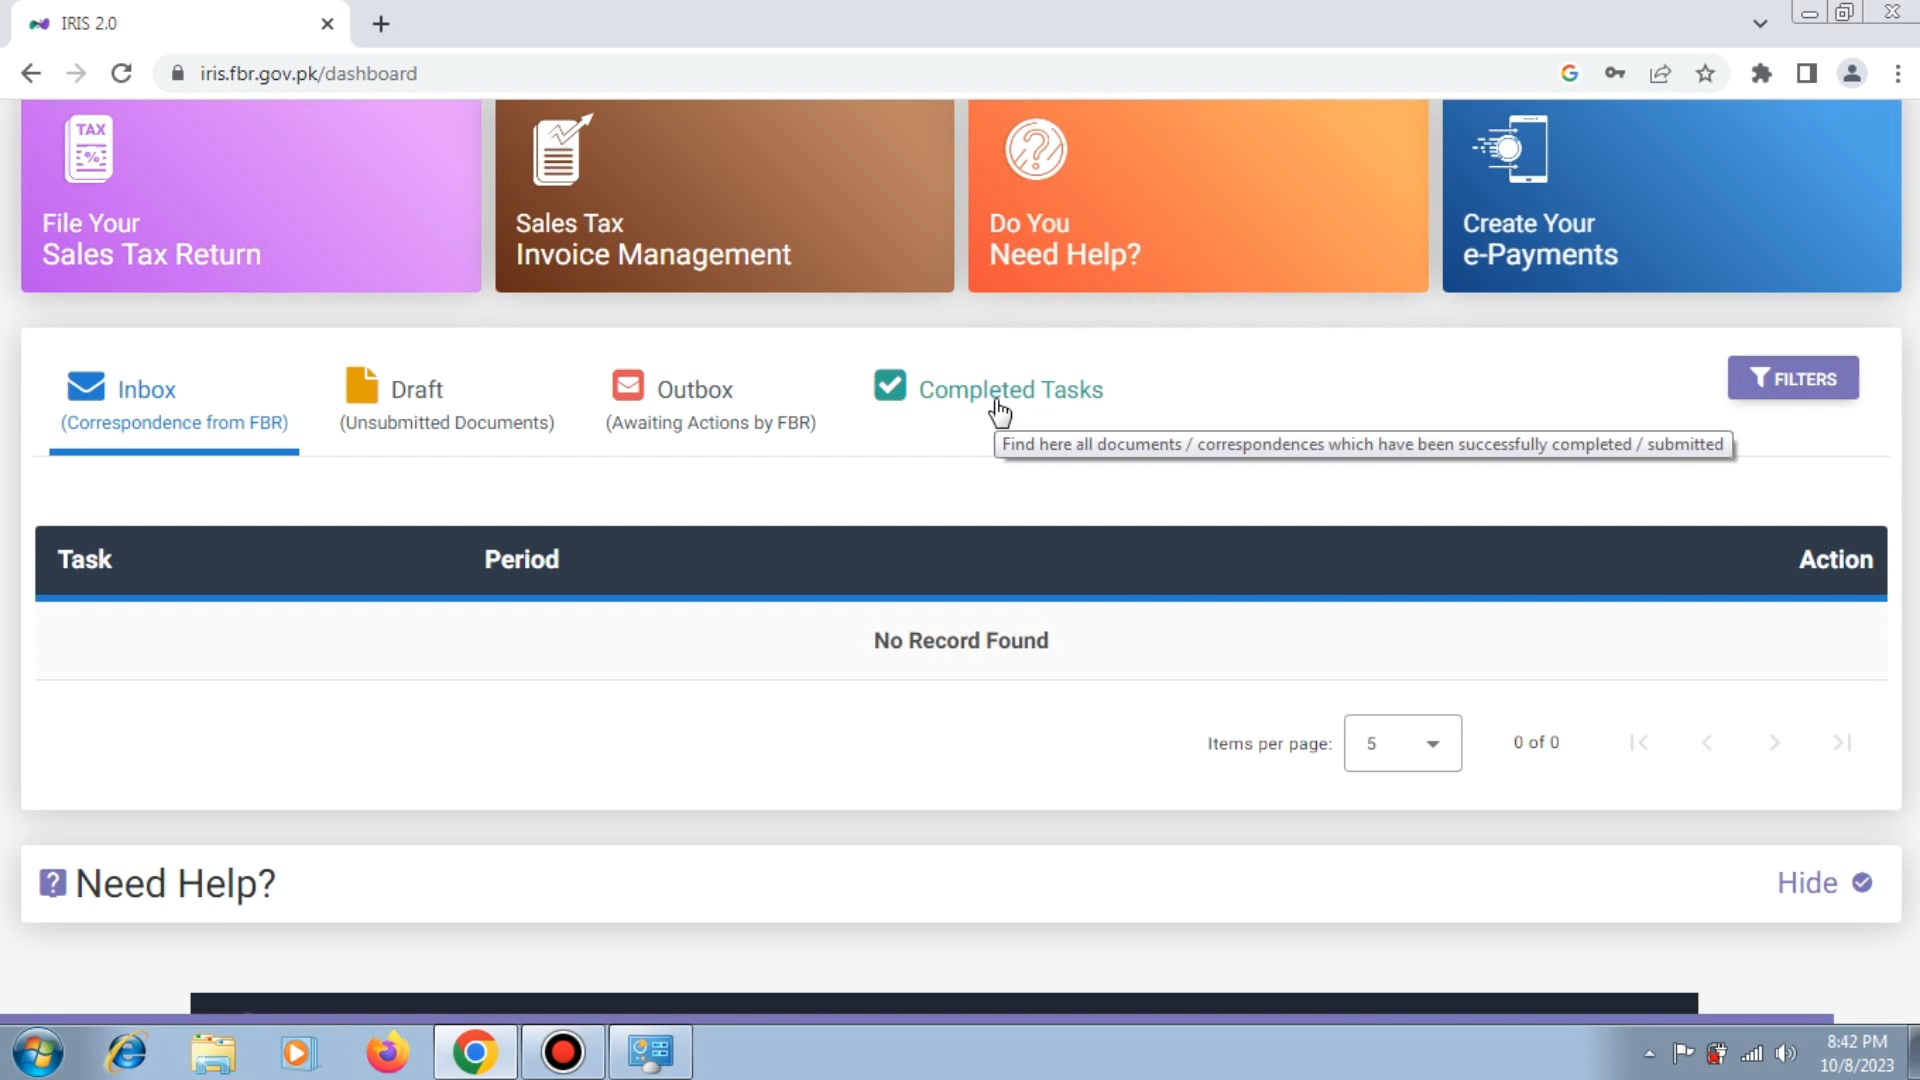 IRIS 2.0
iris.fbr.gov.pk/dashboard
TAX
%
File Your
Sales Tax Return
Sales Tax
Invoice Management
?
Do You
Need Help?
Create Your
e-Payments
Inbox
(Correspondence from FBR)
Draft
(Unsubmitted Documents)
Outbox
(Awaiting Actions by FBR)
Completed Tasks
FILTERS
Find here all documents / correspondences which have been successfully completed / submitted
Task Period Action
No Record Found
Items per page: 5 0 of 0
? Need Help?
Hide
8:42 PM
10/8/2023